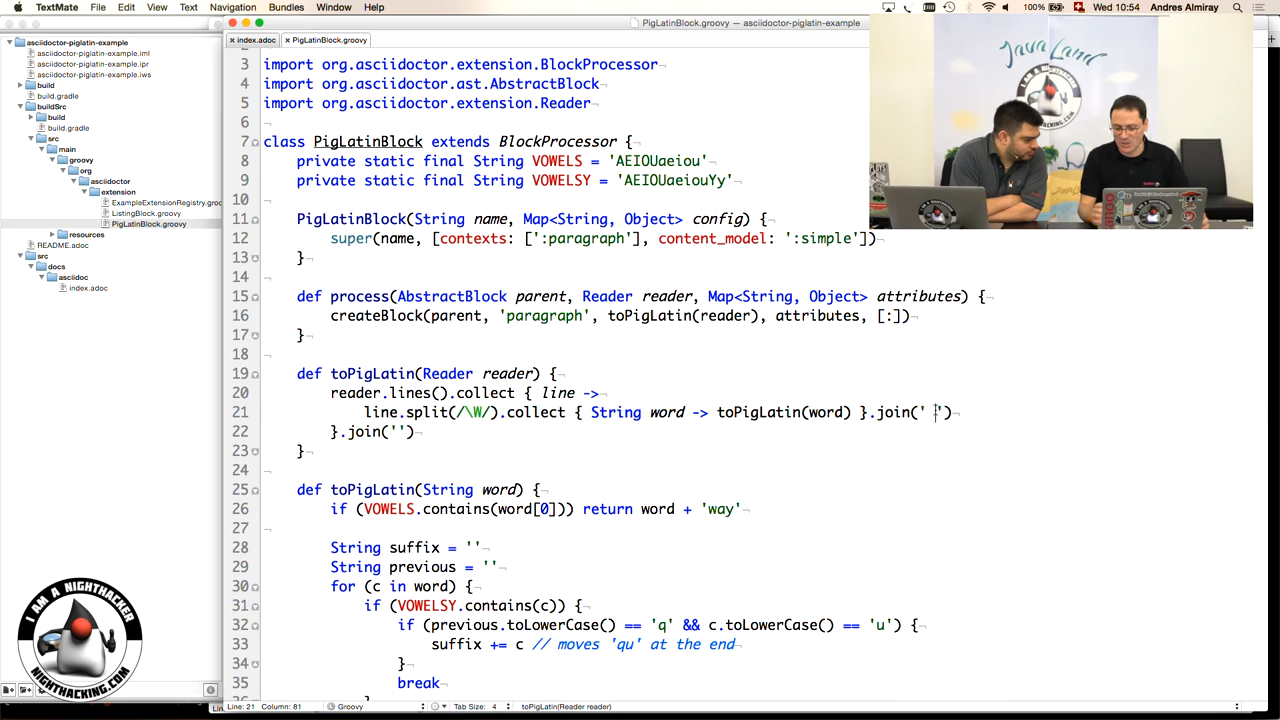 TextMate File Edit View Text Navigation Bundles Window Help
100% Wed 10:54 Andres Almiray
PigLatinBlock.groovy — asciidoctor-piglatin-example
index.adoc
PigLatinBlock.groovy
asciidoctor-piglatin-example
asciidoctor-piglatin-example.iml
asciidoctor-piglatin-example.ipr
asciidoctor-piglatin-example.iws
build
build.gradle
buildSrc
build
build.gradle
src
main
groovy
org
asciidoctor
extension
ExampleExtensionRegistry.groo
ListingBlock.groovy
PigLatinBlock.groovy
resources
README.adoc
src
docs
asciidoc
index.adoc
3 import org.asciidoctor.extension.BlockProcessor¬
4 import org.asciidoctor.ast.AbstractBlock¬
5 import org.asciidoctor.extension.Reader¬
6 ¬
7 class PigLatinBlock extends BlockProcessor {¬
8 private static final String VOWELS = 'AEIOUaeiou'¬
9 private static final String VOWELSY = 'AEIOUaeiouYy'¬
10 ¬
11 PigLatinBlock(String name, Map<String, Object> config) {¬
12 super(name, [contexts: [':paragraph'], content_model: ':simple'])¬
13 }¬
14 ¬
15 def process(AbstractBlock parent, Reader reader, Map<String, Object> attributes) {¬
16 createBlock(parent, 'paragraph', toPigLatin(reader), attributes, [:])¬
17 }¬
18 ¬
19 def toPigLatin(Reader reader) {¬
20 reader.lines().collect { line ->¬
21 line.split(/\W/).collect { String word -> toPigLatin(word) }.join(' ')¬
22 }.join('')¬
23 }¬
24 ¬
25 def toPigLatin(String word) {¬
26 if (VOWELS.contains(word[0])) return word + 'way'¬
27 ¬
28 String suffix = ''¬
29 String previous = ''¬
30 for (c in word) {¬
31 if (VOWELSY.contains(c)) {¬
32 if (previous.toLowerCase() == 'q' && c.toLowerCase() == 'u') {¬
33 suffix += c // moves 'qu' at the end¬
34 }¬
35 break¬
Line: 21 Column: 81 Groovy Tab Size: 4 toPigLatin(Reader reader)
Java Land
I AM A NIGHTHACKER
NIGHTHACKING.COM